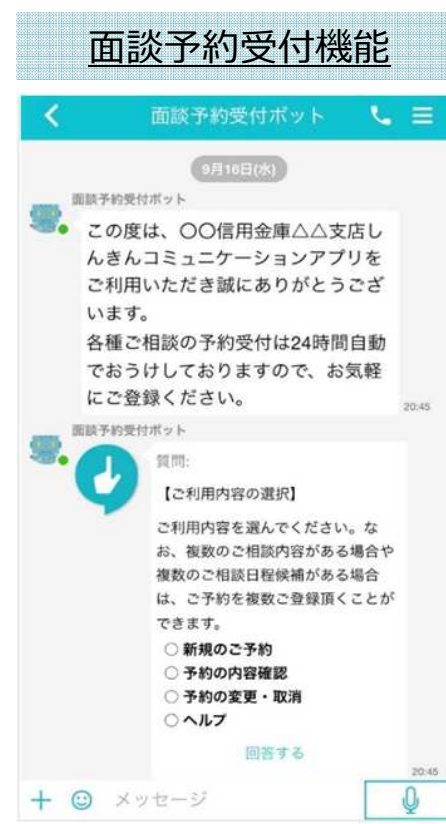 面談予約受付機能
面談予約受付ボット
9月16日(水)
面談予約受付ボット
この度は、〇〇信用金庫△△支店し
んきんコミュニケーションアプリを
ご利用いただき誠にありがとうござ
います。
各種ご相談の予約受付は24時間自動
でおうけしておりますので、お気軽
にご登録ください。
20:45
面談予約受付ボット
質問:
【ご利用内容の選択】
ご利用内容を選んでください。な
お、複数のご相談内容がある場合や
複数のご相談日程候補がある場合
は、ご予約を複数ご登録頂くことが
できます。
新規のご予約
予約の内容確認
予約の変更・取消
ヘルプ
回答する
20:45
メッセージ